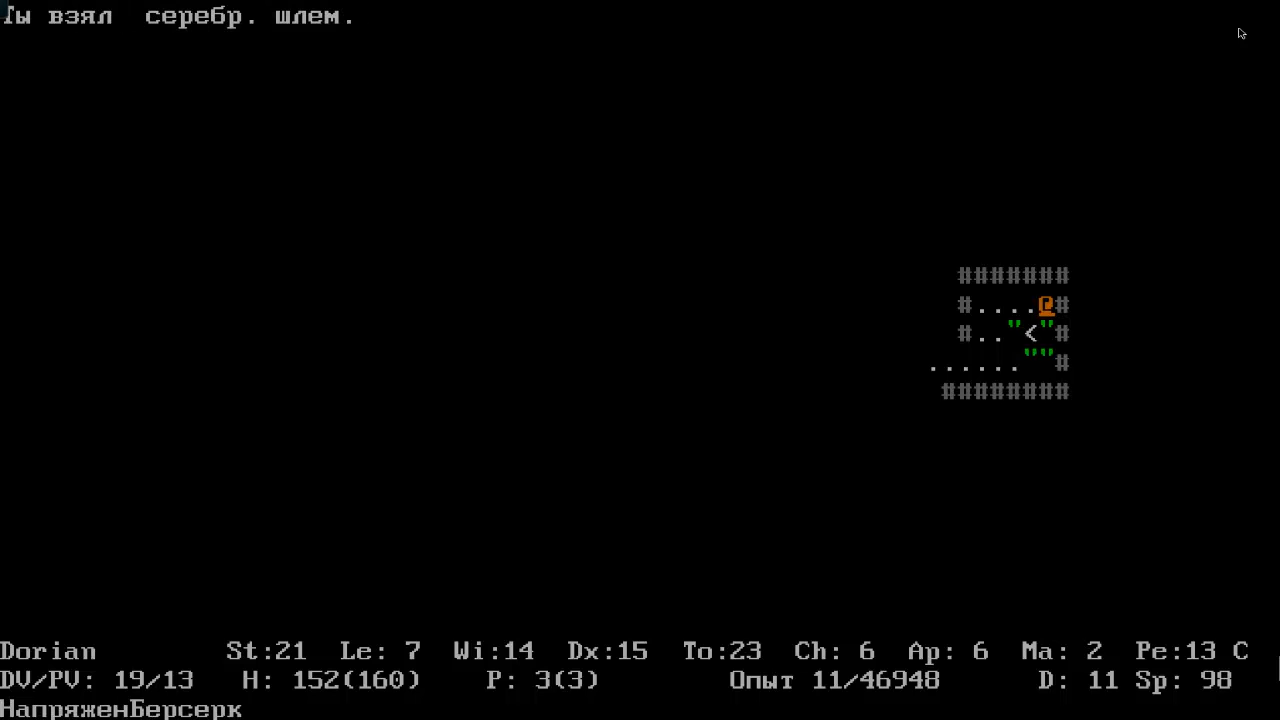 Ты взял  серебр. шлем.
#######
#....@#
#.."<"#
......""#
########
Dorian St:21 Le: 7 Wi:14 Dx:15 To:23 Ch: 6 Ap: 6 Ma: 2 Pe:13 C
DV/PV: 19/13 H: 152(160) P: 3(3) Опыт 11/46948 D: 11 Sp: 98
НапряженБерсерк